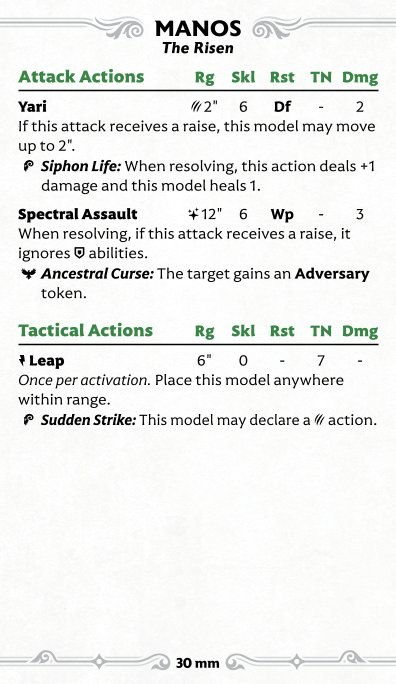 MANOS
The Risen
Attack Actions Rg Skl Rst TN Dmg
Yari 2" 6 Df - 2
If this attack receives a raise, this model may move
up to 2".
Siphon Life: When resolving, this action deals +1
damage and this model heals 1.
Spectral Assault 12" 6 Wp - 3
When resolving, if this attack receives a raise, it
ignores abilities.
Ancestral Curse: The target gains an Adversary
token.
Tactical Actions Rg Skl Rst TN Dmg
Leap 6" 0 - 7 -
Once per activation. Place this model anywhere
within range.
Sudden Strike: This model may declare a action.
30 mm